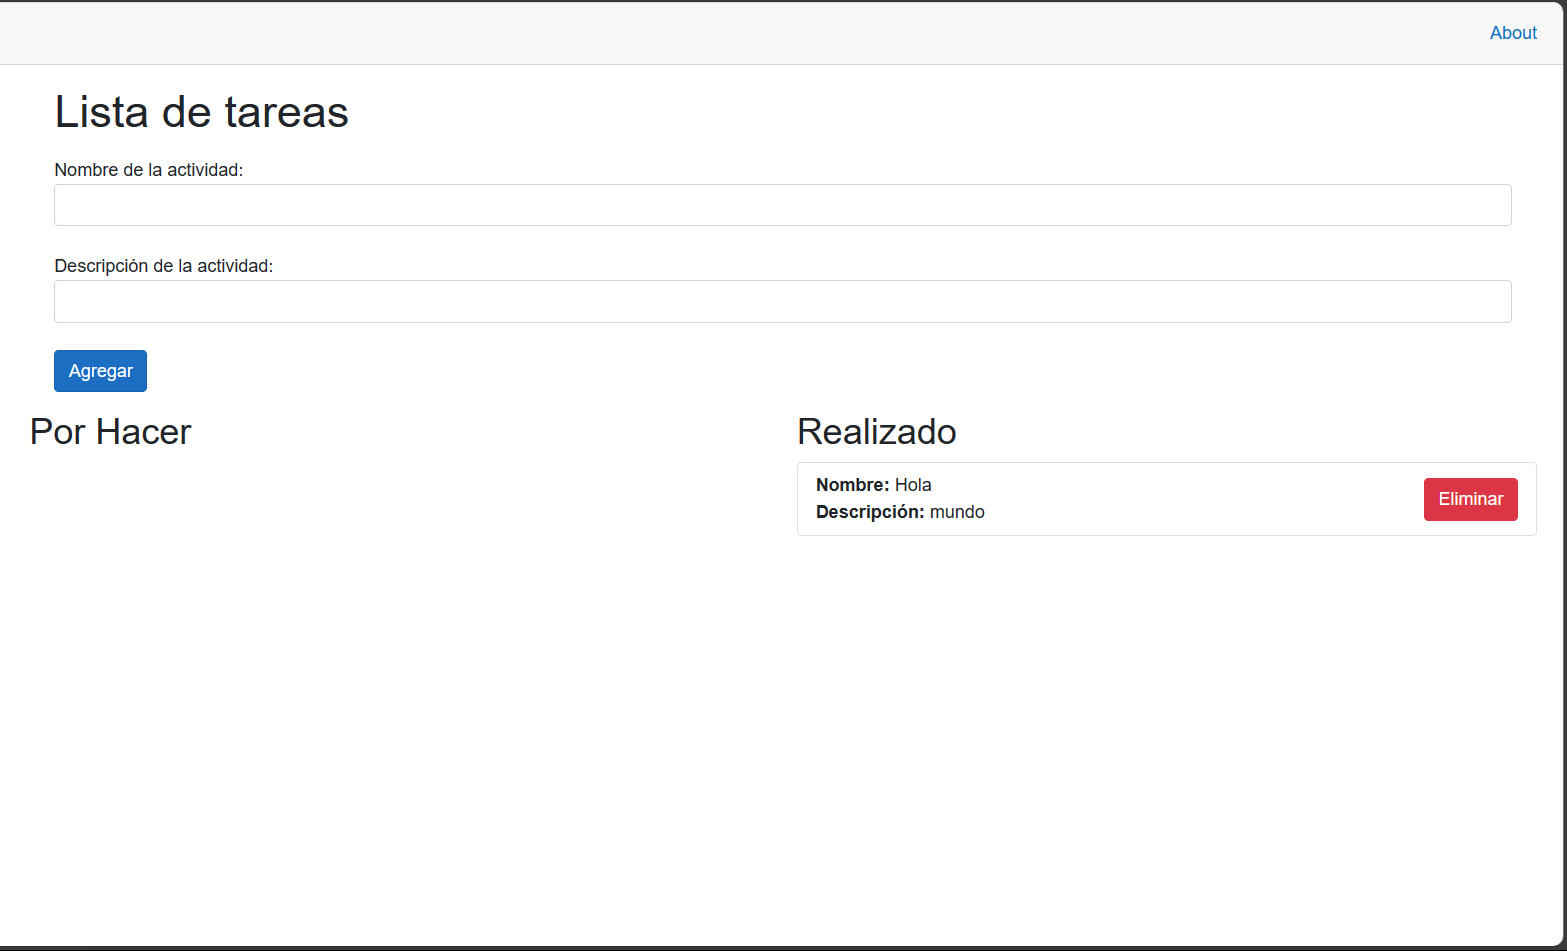 About
Lista de tareas
Nombre de la actividad:
Descripción de la actividad:
Agregar
Por Hacer
Realizado
Nombre: Hola
Descripción: mundo
Eliminar